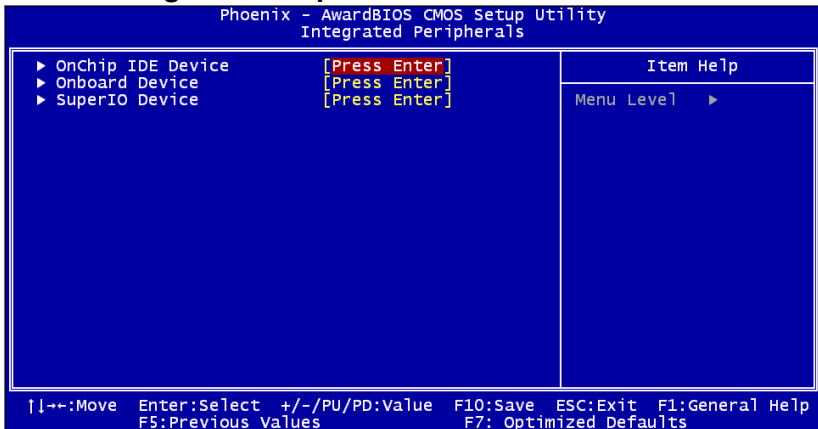 Phoenix - AwardBIOS CMOS Setup Utility
Integrated Peripherals
▶ OnChip IDE Device [Press Enter]
▶ Onboard Device [Press Enter]
▶ SuperIO Device [Press Enter]
Item Help
Menu Level ▶
↑↓→←:Move Enter:Select +/-/PU/PD:Value F10:Save ESC:Exit F1:General Help
F5:Previous Values F7: Optimized Defaults